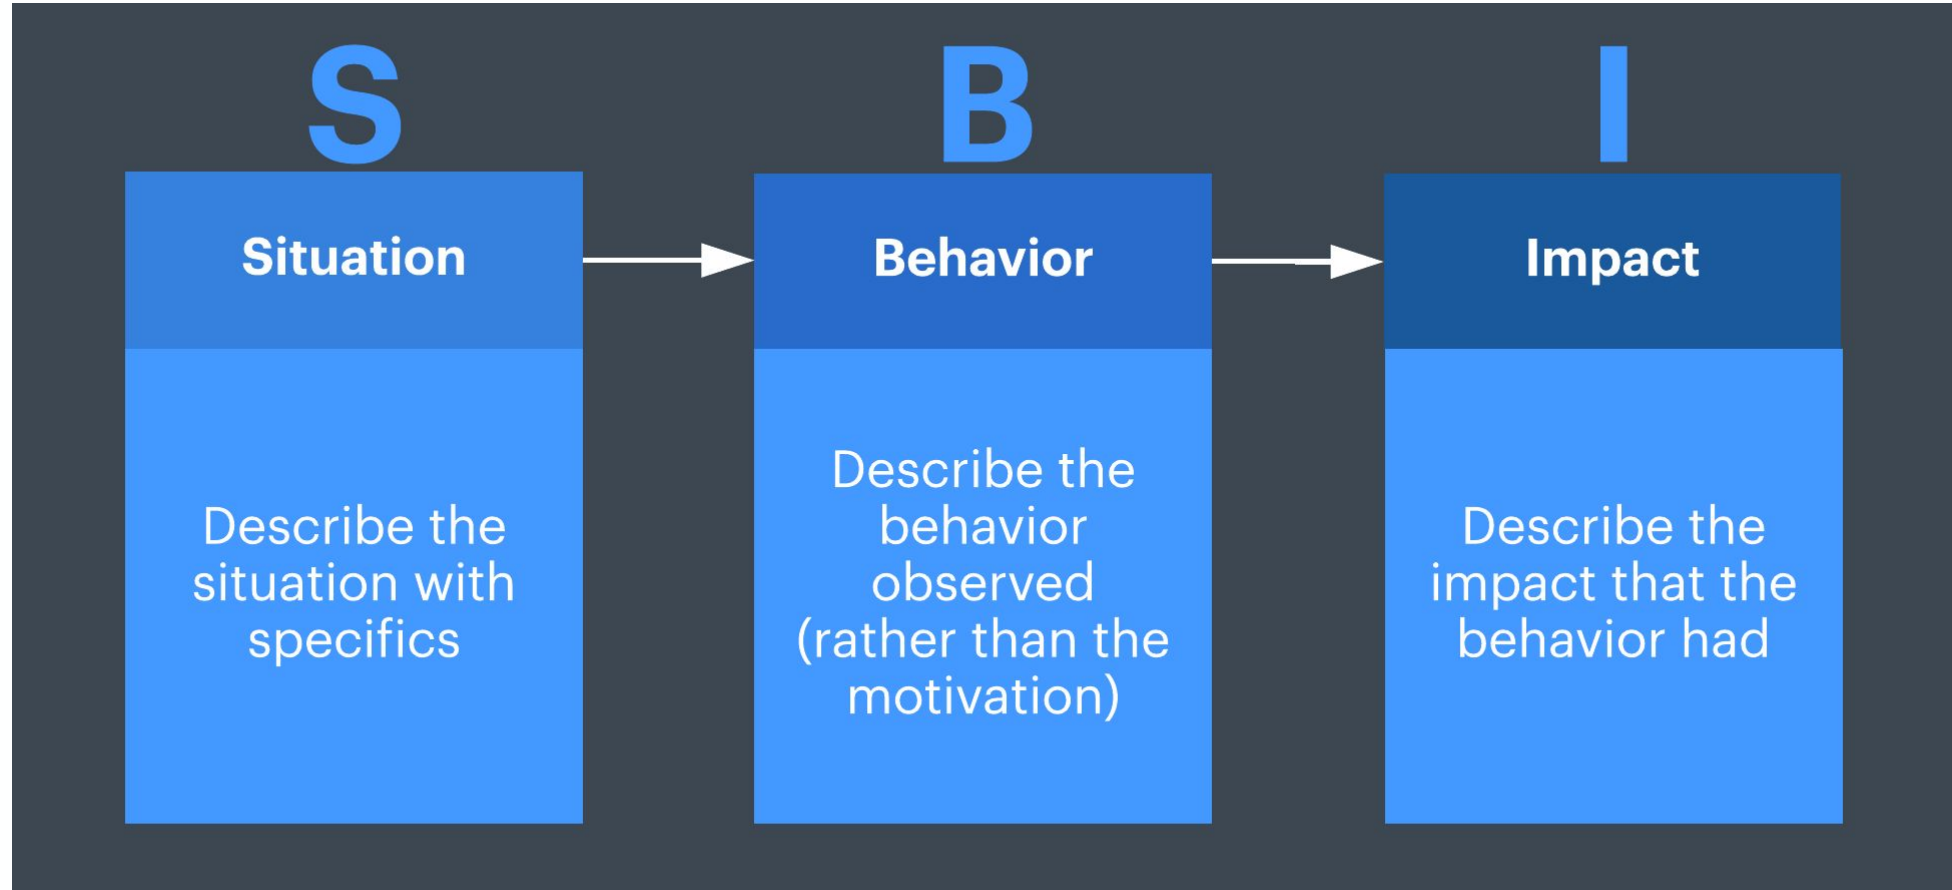 S
Situation
Describe the
situation with
specifics
B
Behavior
Describe the
behavior
observed
(rather than the
motivation)
I
Impact
Describe the
impact that the
behavior had